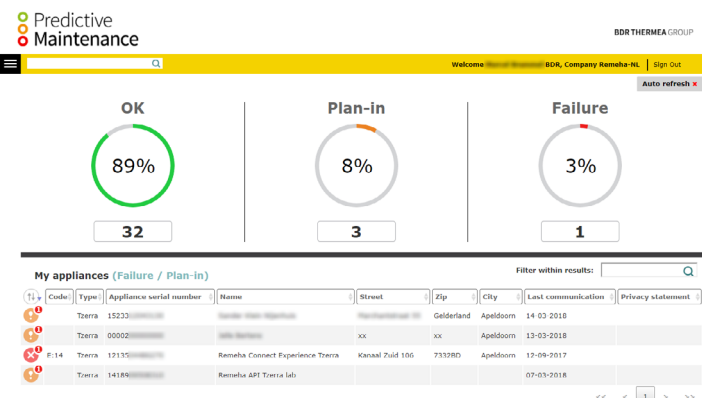 Predictive
Maintenance
BDR THERMEA GROUP
Welcome BDR, Company Remeha-NL Sign Out
Auto refresh ×
OK Plan-in Failure
89% 8% 3%
32 3 1
My appliances (Failure / Plan-in) Filter within results:
Code Type Appliance serial number Name Street Zip City Last communication Privacy statement
1 Tzerra 15233 Gelderland Apeldoorn 14-03-2018
1 Tzerra 00002 xx xx Apeldoorn 13-03-2018
1 E:14 Tzerra 12135 Remeha Connect Experience Tzerra Kanaal Zuid 106 7332BD Apeldoorn 12-09-2017
1 Tzerra 14189 Remeha API Tzerra lab 07-03-2018
<< < 1 > >>